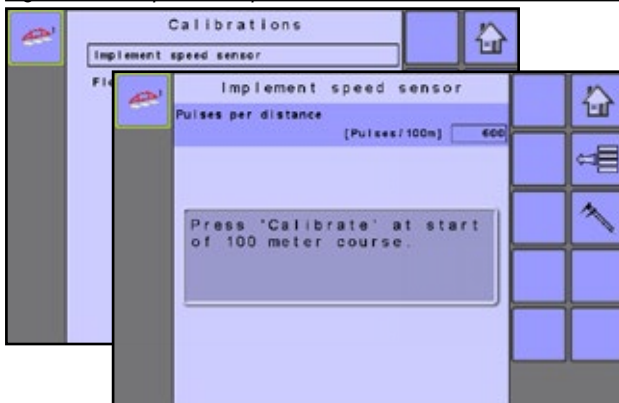 Calibrations
Implement speed sensor
Implement speed sensor
Pulses per distance
[Pulses/100m] 600
Press 'Calibrate' at start
of 100 meter course.